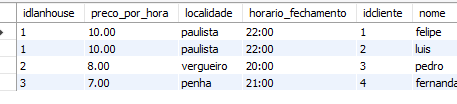 idlanhouse preco_por_hora localidade horario_fechamento idcliente nome
1 10.00 paulista 22:00 1 felipe
1 10.00 paulista 22:00 2 luis
2 8.00 vergueiro 20:00 3 pedro
3 7.00 penha 21:00 4 fernanda